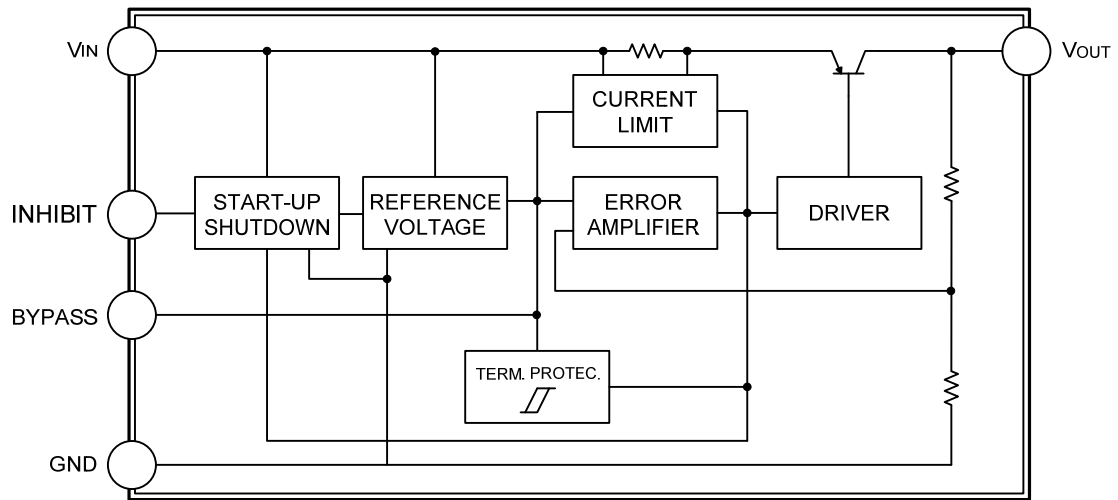 VIN
VOUT
CURRENT
LIMIT
INHIBIT
START-UP
SHUTDOWN
REFERENCE
VOLTAGE
ERROR
AMPLIFIER
DRIVER
BYPASS
TERM. PROTEC.
GND